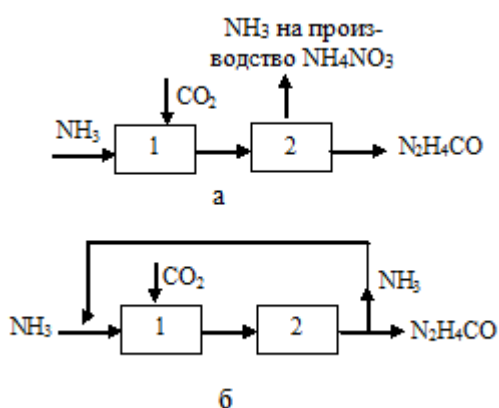 NH3 на произ-
водство NH4NO3
CO2
NH3
1
2
N2H4CO
а
CO2
NH3
NH3
1
2
N2H4CO
б